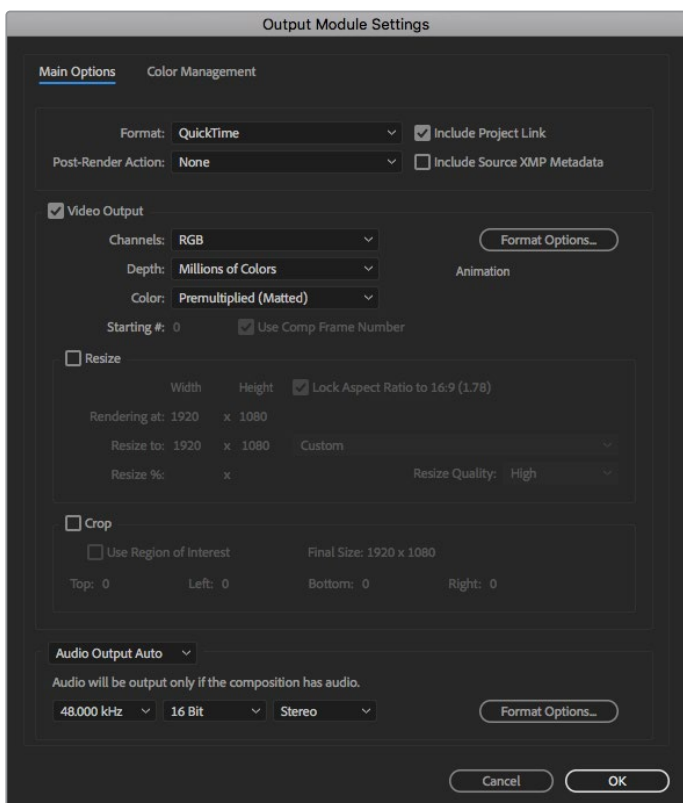 Output Module Settings
Main Options Color Management
Format: QuickTime Include Project Link
Post-Render Action: None Include Source XMP Metadata
Video Output
Channels: RGB Format Options...
Depth: Millions of Colors Animation
Color: Premultiplied (Matted)
Starting #: 0 Use Comp Frame Number
Resize
Width Height Lock Aspect Ratio to 16:9 (1.78)
Rendering at: 1920 x 1080
Resize to: 1920 x 1080 Custom
Resize %: x Resize Quality: High
Crop
Use Region of Interest Final Size: 1920 x 1080
Top: 0 Left: 0 Bottom: 0 Right: 0
Audio Output Auto
Audio will be output only if the composition has audio.
48.000 kHz 16 Bit Stereo Format Options...
Cancel OK